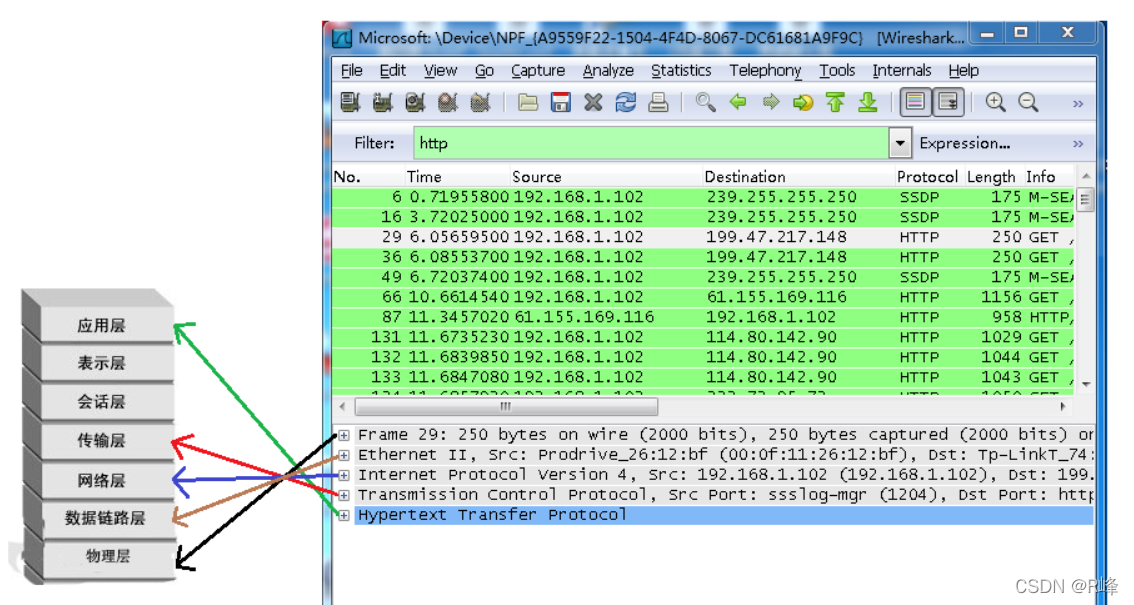 Microsoft: \Device\NPF_{A9559F22-1504-4F4D-8067-DC61681A9F9C} [Wireshark...
File Edit View Go Capture Analyze Statistics Telephony Tools Internals Help
Filter: http Expression...
No. Time Source Destination Protocol Length Info
6 0.71955800 192.168.1.102 239.255.255.250 SSDP 175 M-SEA
16 3.72025000 192.168.1.102 239.255.255.250 SSDP 175 M-SEA
29 6.05659500 192.168.1.102 199.47.217.148 HTTP 250 GET /
36 6.08553700 192.168.1.102 199.47.217.148 HTTP 250 GET /
49 6.72037400 192.168.1.102 239.255.255.250 SSDP 175 M-SEA
66 10.6614540 192.168.1.102 61.155.169.116 HTTP 1156 GET /
87 11.3457020 61.155.169.116 192.168.1.102 HTTP 958 HTTP/
131 11.6735230 192.168.1.102 114.80.142.90 HTTP 1029 GET /
132 11.6839850 192.168.1.102 114.80.142.90 HTTP 1044 GET /
133 11.6847080 192.168.1.102 114.80.142.90 HTTP 1043 GET /
应用层
表示层
会话层
传输层
网络层
数据链路层
物理层
Frame 29: 250 bytes on wire (2000 bits), 250 bytes captured (2000 bits) on
Ethernet II, Src: Prodrive_26:12:bf (00:0f:11:26:12:bf), Dst: Tp-LinkT_74:
Internet Protocol Version 4, Src: 192.168.1.102 (192.168.1.102), Dst: 199.
Transmission Control Protocol, Src Port: ssslog-mgr (1204), Dst Port: http
Hypertext Transfer Protocol
CSDN @R峰